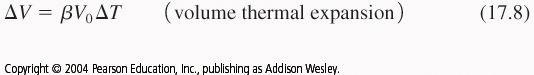 ΔV = βV₀ΔT (volume thermal expansion) (17.8)
Copyright © 2004 Pearson Education, Inc., publishing as Addison Wesley.